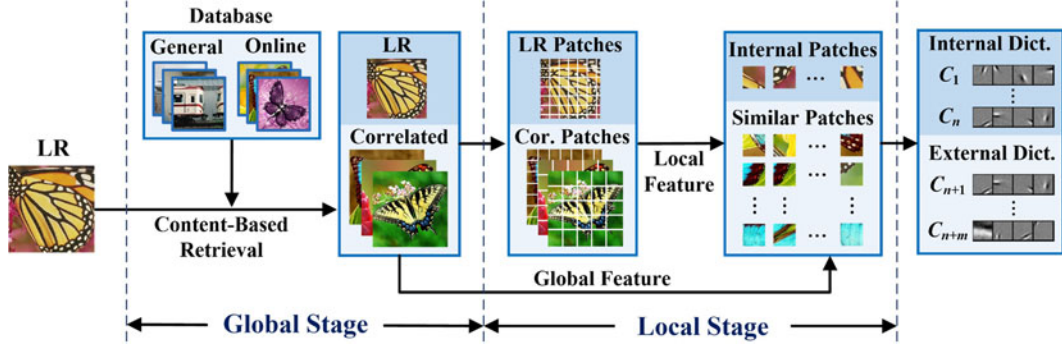 Database
General Online
LR
Content-Based
Retrieval
LR
Correlated
LR Patches
Cor. Patches
Local
Feature
Global Feature
Internal Patches
...
Similar Patches
...
...
...
Internal Dict.
C1
Cn
External Dict.
Cn+1
Cn+m
Global Stage
Local Stage